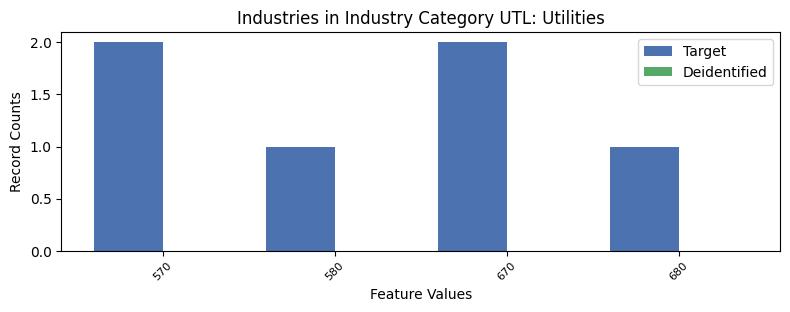 Industries in Industry Category UTL: Utilities
Target
Deidentified
2.0
1.5
1.0
0.5
0.0
Record Counts
570
580
670
680
Feature Values